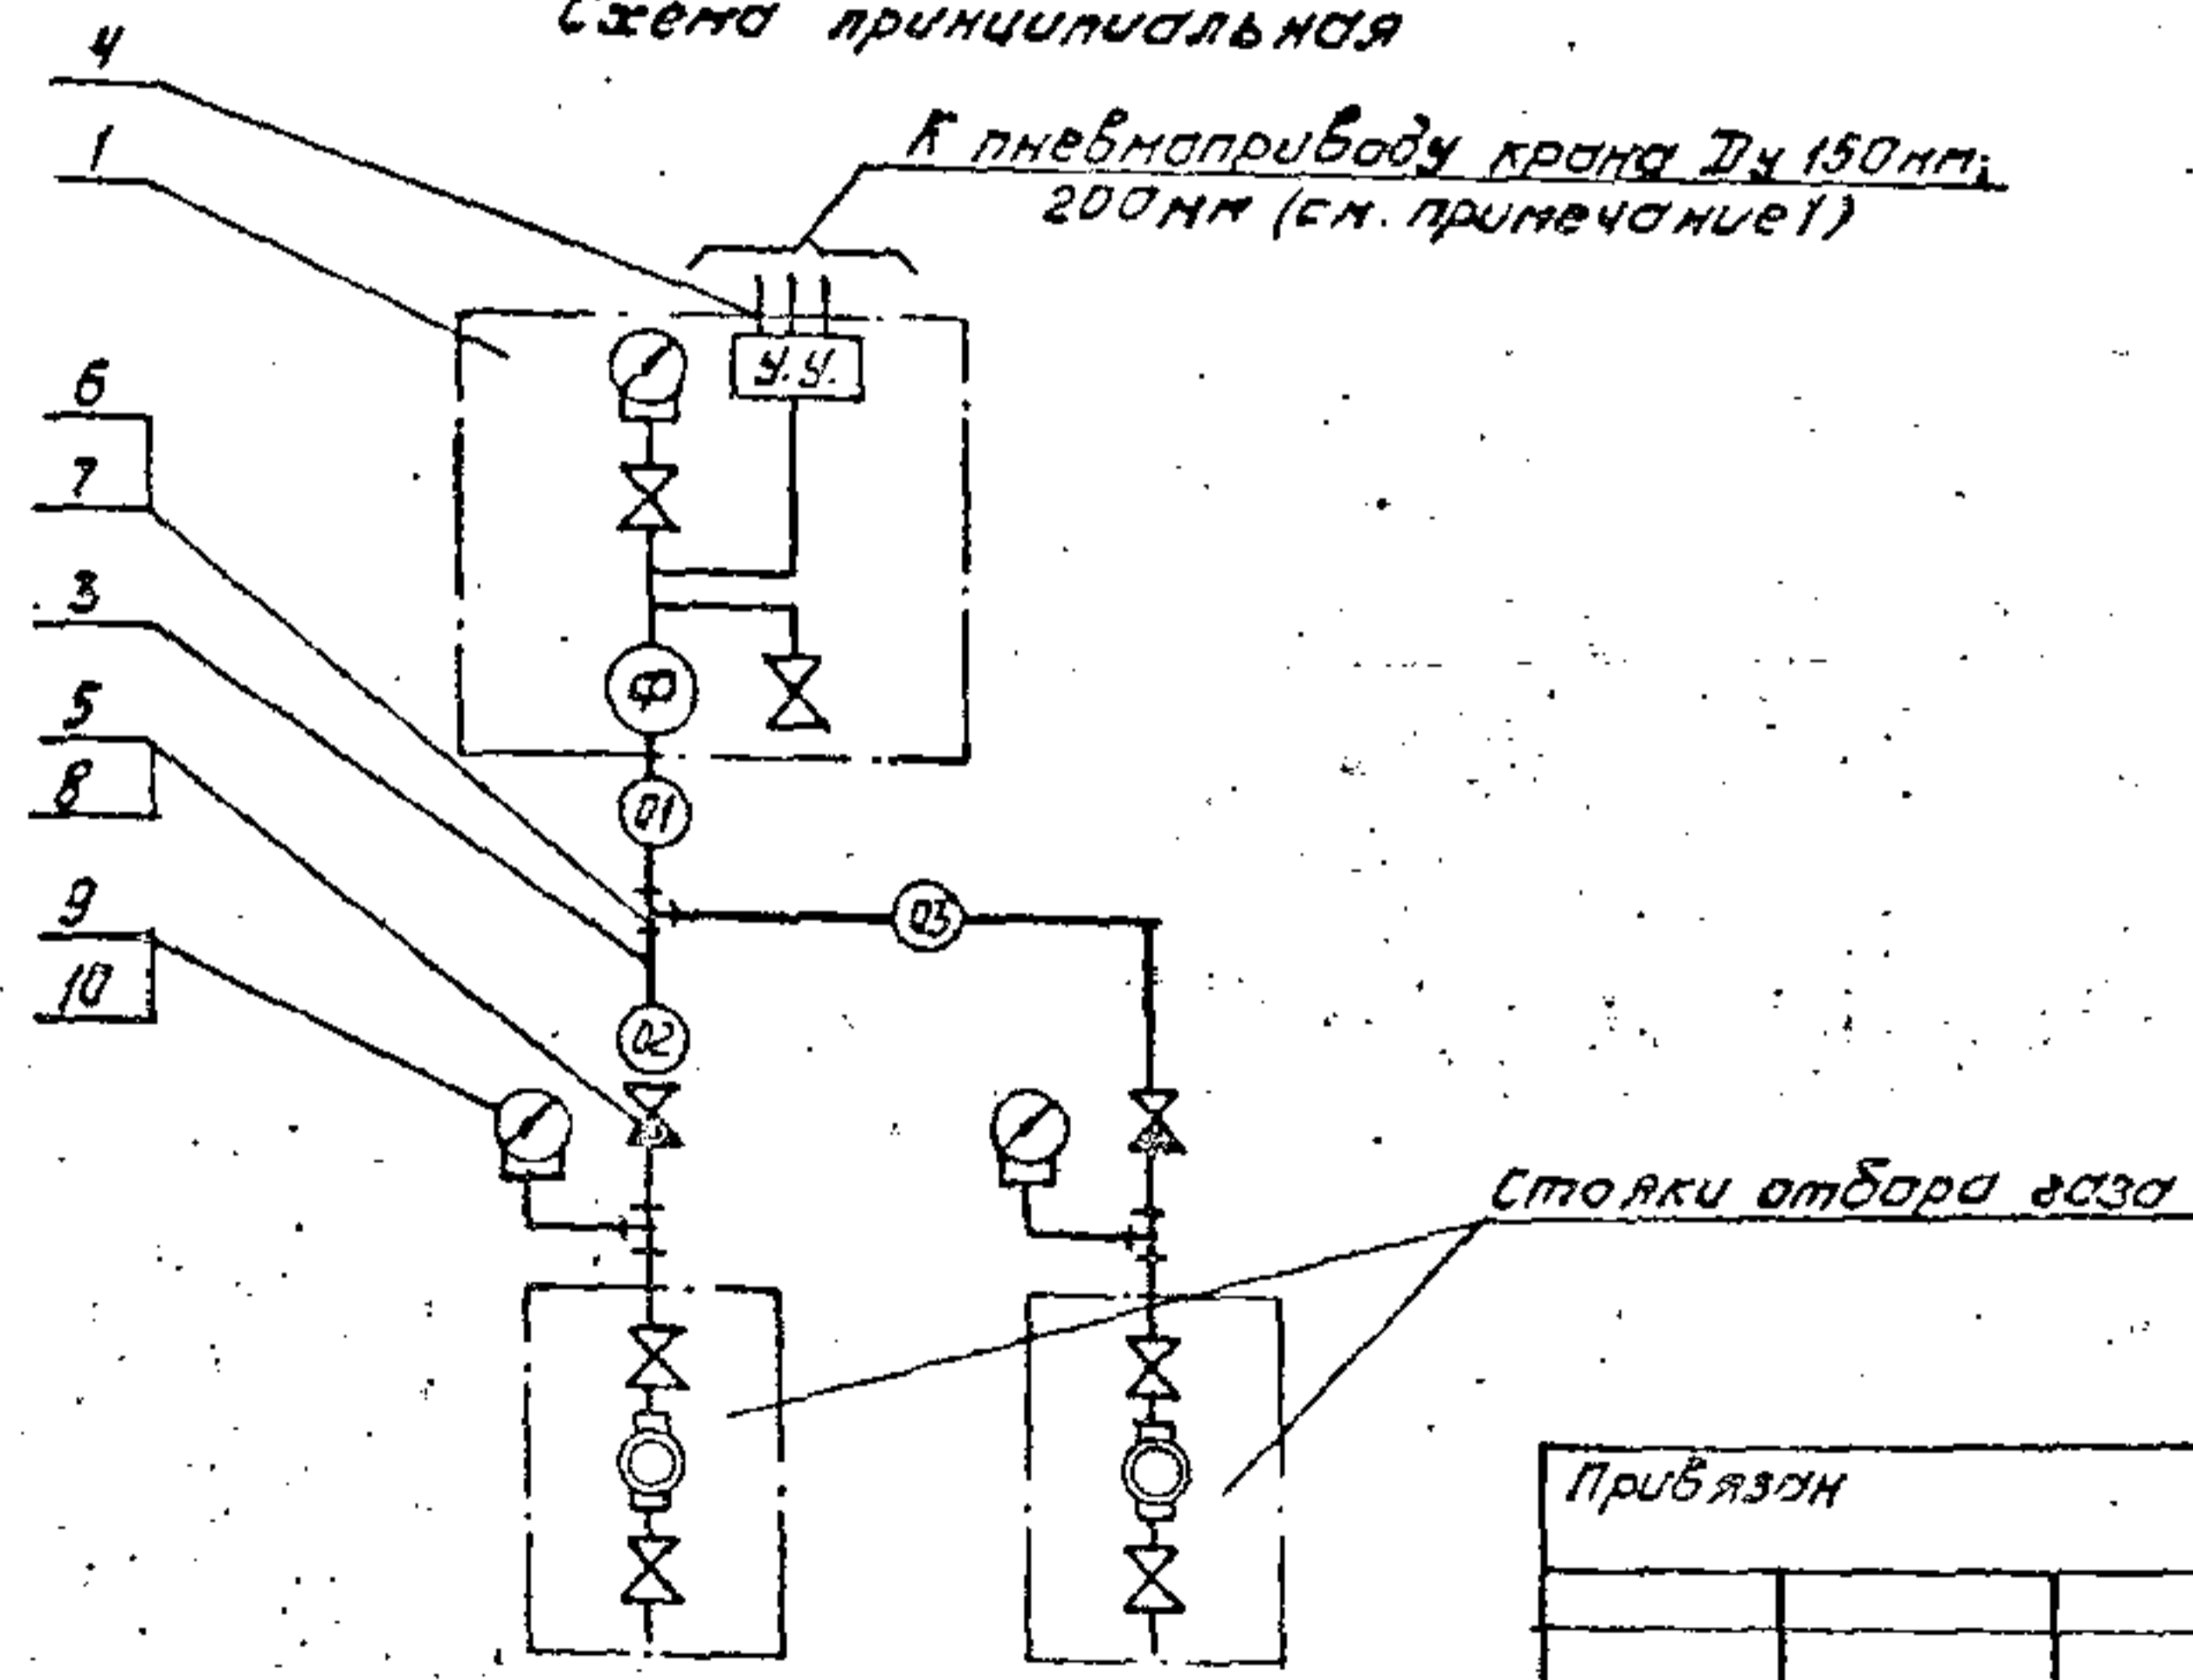 Схема принципиальная
4
К пневмоприводу крана Ду 150мм;
200мм (см. примечание 1)
1
У.У.
6
7
3
Ф
5
8
01
9
03
10
02
Стояки отбора газа
Привязан